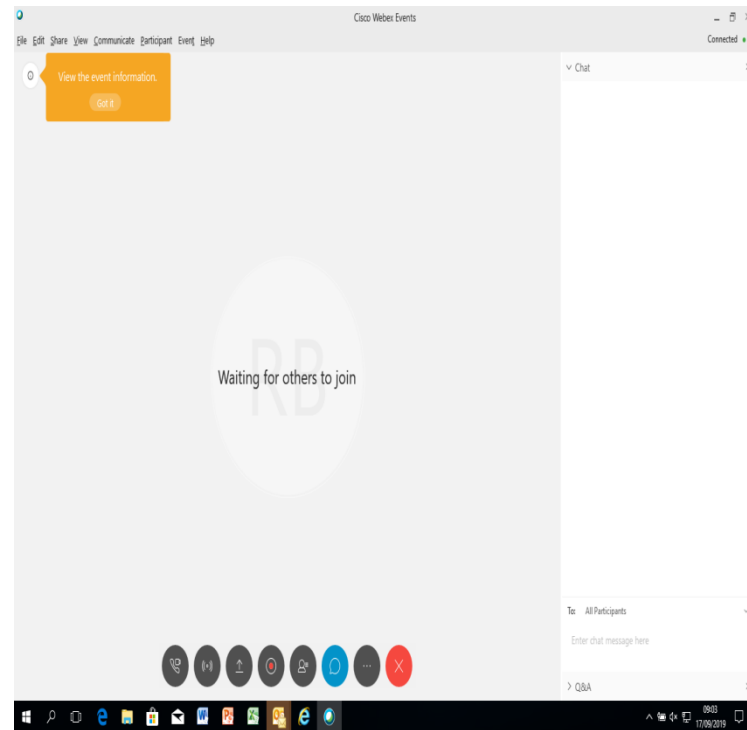 Cisco Webex Events
File Edit Share View Communicate Participant Event Help
Connected
View the event information.
Got it
Chat
RB
Waiting for others to join
To: All Participants
Enter chat message here
Q&A
09:03
17/09/2019